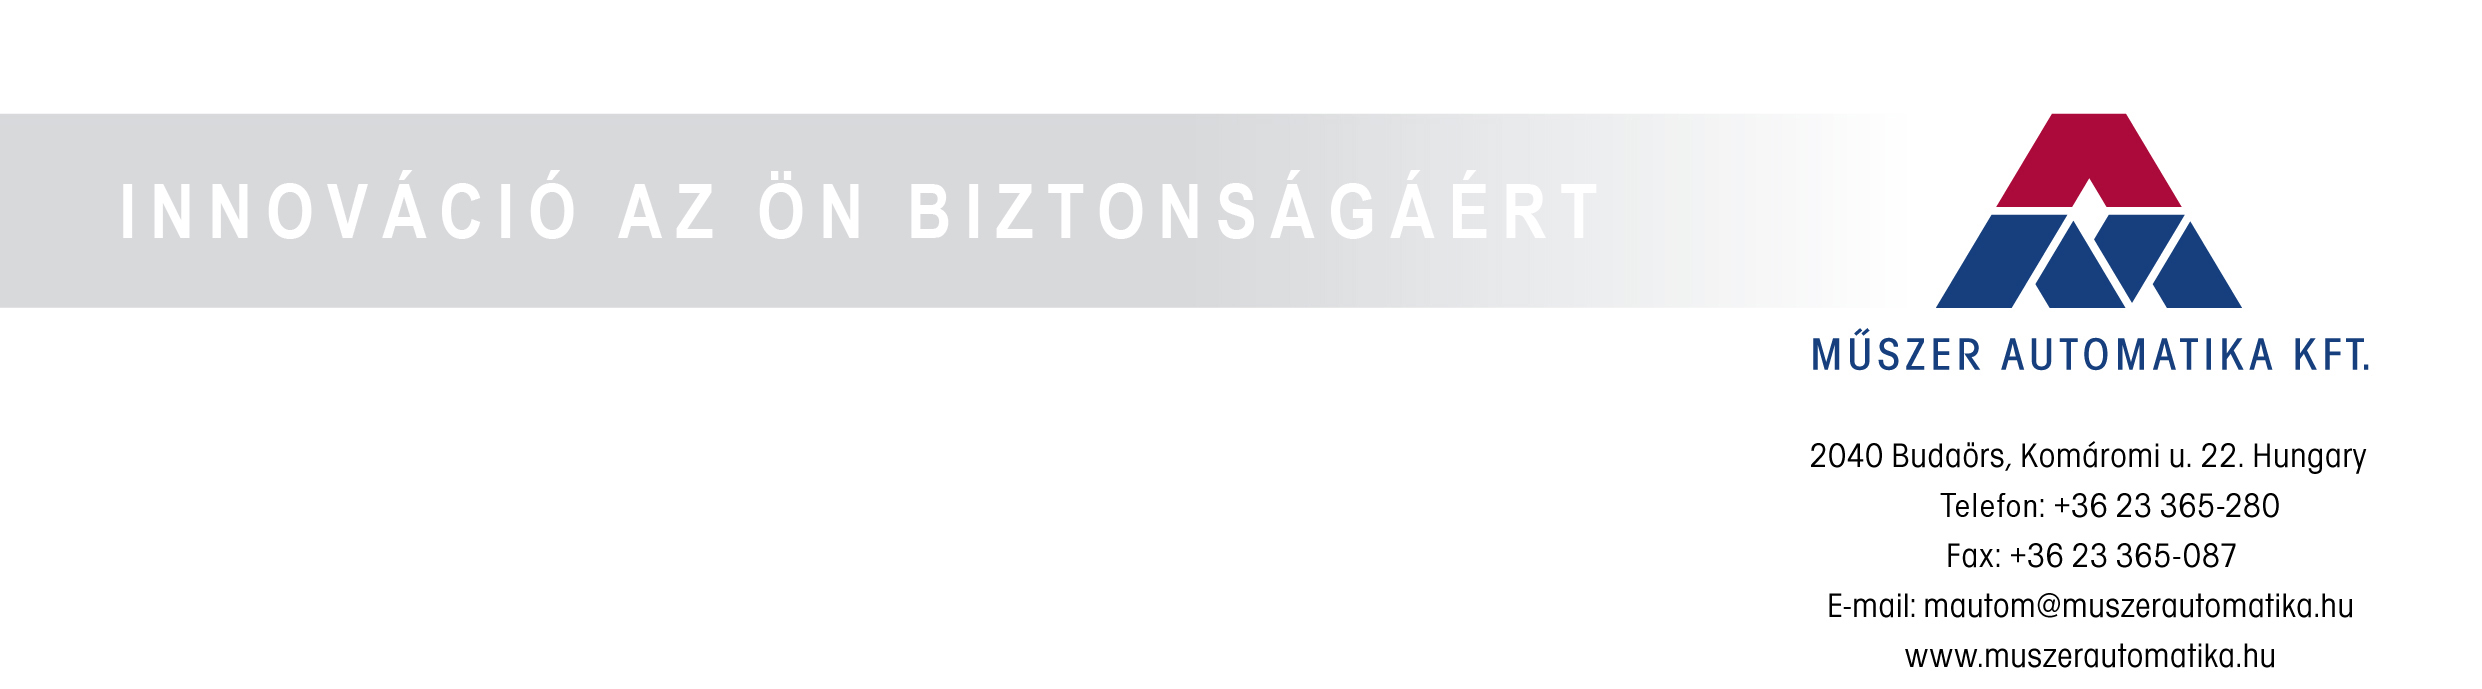 INNOVÁCIÓ AZ ÖN BIZTONSÁGÁÉRT
MŰSZER AUTOMATIKA KFT.
2040 Budaörs, Komáromi u. 22. Hungary
Telefon: +36 23 365-280
Fax: +36 23 365-087
E-mail: mautom@muszerautomatika.hu
www.muszerautomatika.hu